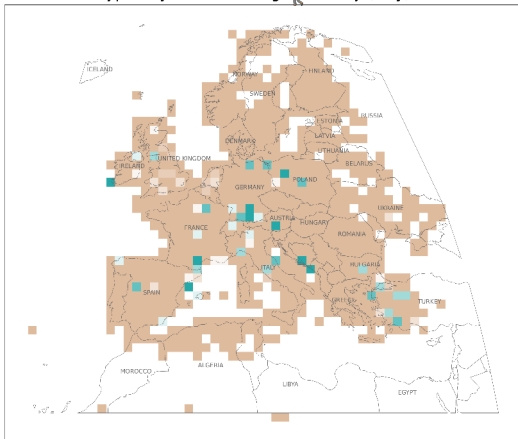 ICELAND
NORWAY
FINLAND
SWEDEN
RUSSIA
ESTONIA
LATVIA
DENMARK
LITHUANIA
UNITED KINGDOM
IRELAND
BELARUS
POLAND
GERMANY
UKRAINE
AUSTRIA
HUNGARY
FRANCE
ROMANIA
BULGARIA
ITALY
SPAIN
GREECE
TURKEY
ALGERIA
MOROCCO
LIBYA
EGYPT